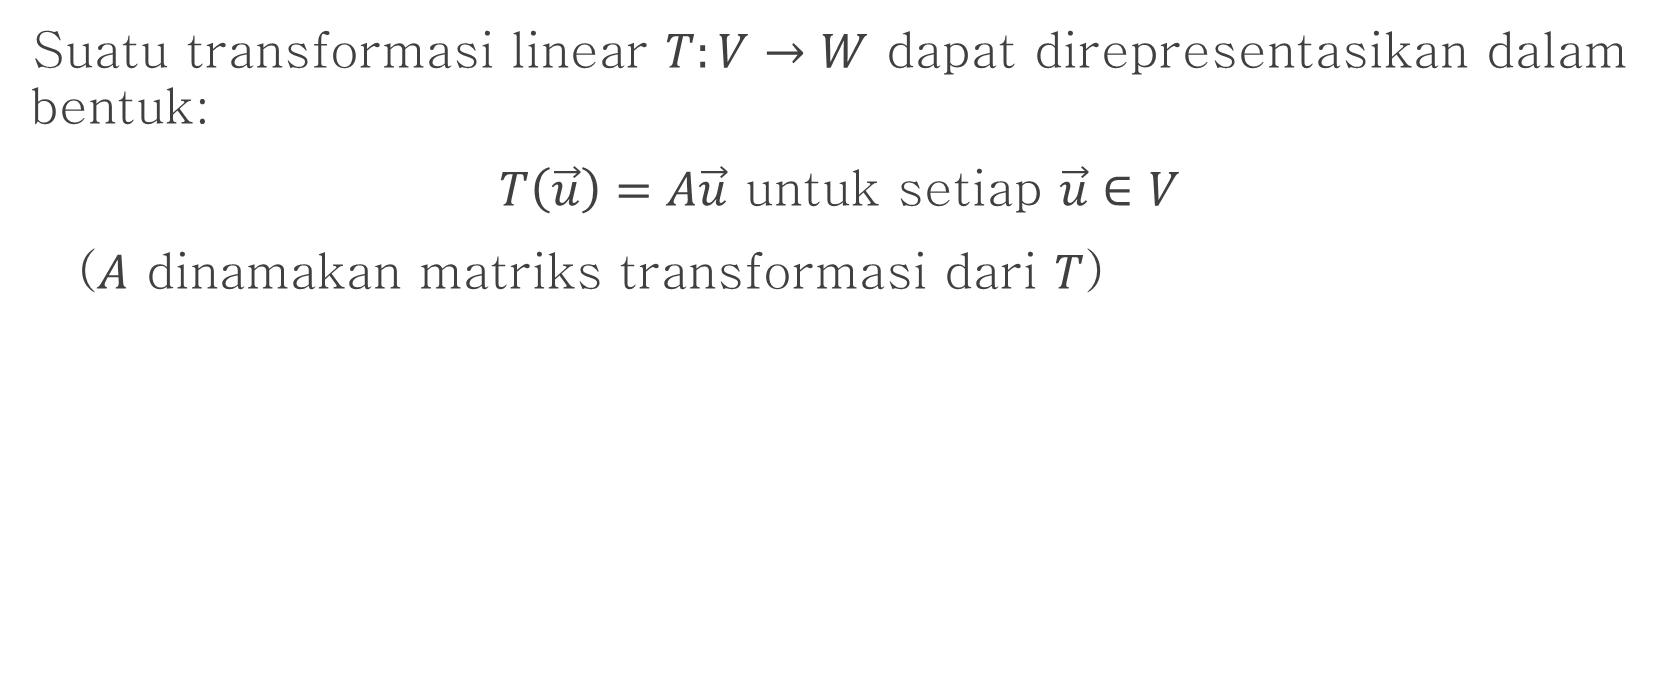 Suatu transformasi linear T: V → W dapat direpresentasikan dalam
bentuk:
T(u⃗) = Au⃗ untuk setiap u⃗ ∈ V
(A dinamakan matriks transformasi dari T)